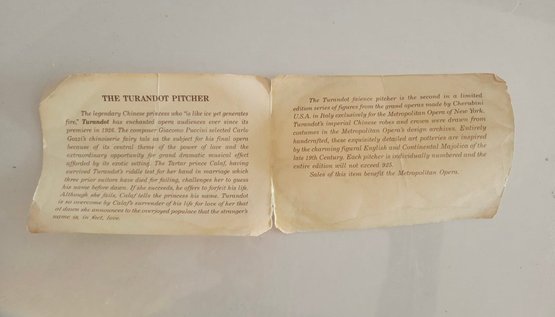 THE TURANDOT PITCHER
The legendary Chinese princess who "is like ice yet generates
fire," Turandot has enchanted opera audiences ever since its
premiere in 1926. The composer Giacomo Puccini selected Carlo
Gozzi's chinoiserie fairy tale as the subject for his final opera
because of its central theme of the power of love and the
extraordinary opportunity for grand dramatic musical effect
afforded by its exotic setting. The Tartar prince Calaf, having
survived Turandot's riddle test for her hand in marriage which
three prior suitors have died for failing, challenges her to guess
his name before dawn. If she succeeds, he offers to forfeit his life.
Although she fails, Calaf tells the princess his name. Turandot
is so overcome by Calaf's surrender of his life for love of her that
at dawn she announces to the overjoyed populace that the stranger's
name is, in fact, love.
The Turandot faience pitcher is the second in a limited
edition series of figures from the grand operas made by Cherubini
U.S.A. in Italy exclusively for the Metropolitan Opera of New York.
Turandot's imperial Chinese robes and crown were drawn from
costumes in the Metropolitan Opera's design archives. Entirely
handcrafted, these exquisitely detailed art potteries are inspired
by the charming figural English and Continental Majolica of the
late 19th Century. Each pitcher is individually numbered and the
entire edition will not exceed 925.
Sales of this item benefit the Metropolitan Opera.